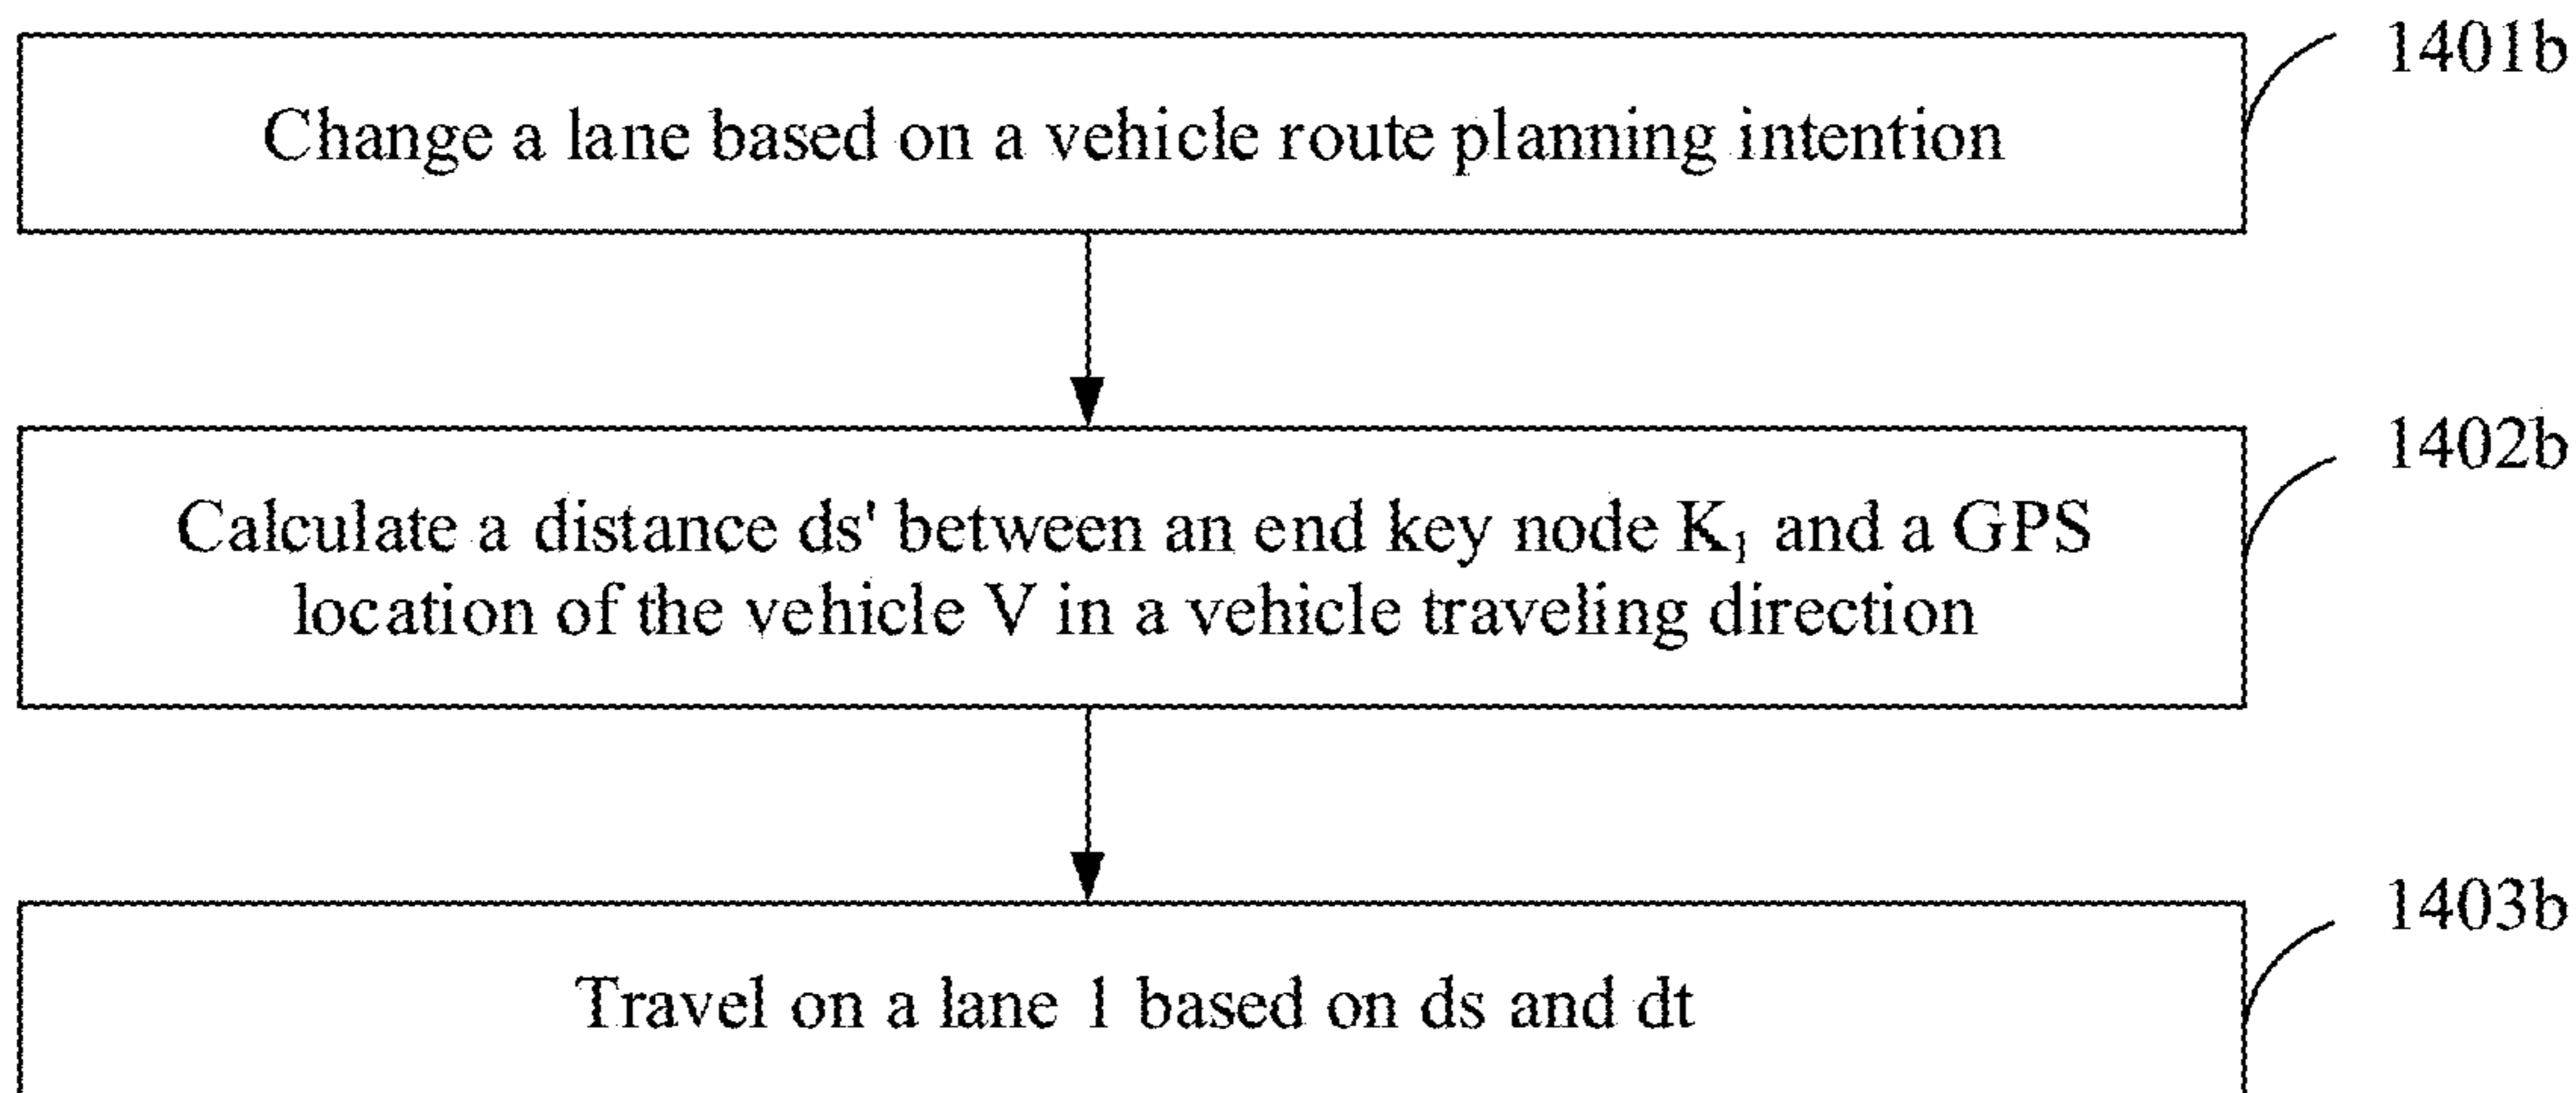 1401b
Change a lane based on a vehicle route planning intention
1402b
Calculate a distance ds' between an end key node K₁ and a GPS
location of the vehicle V in a vehicle traveling direction
1403b
Travel on a lane 1 based on ds and dt